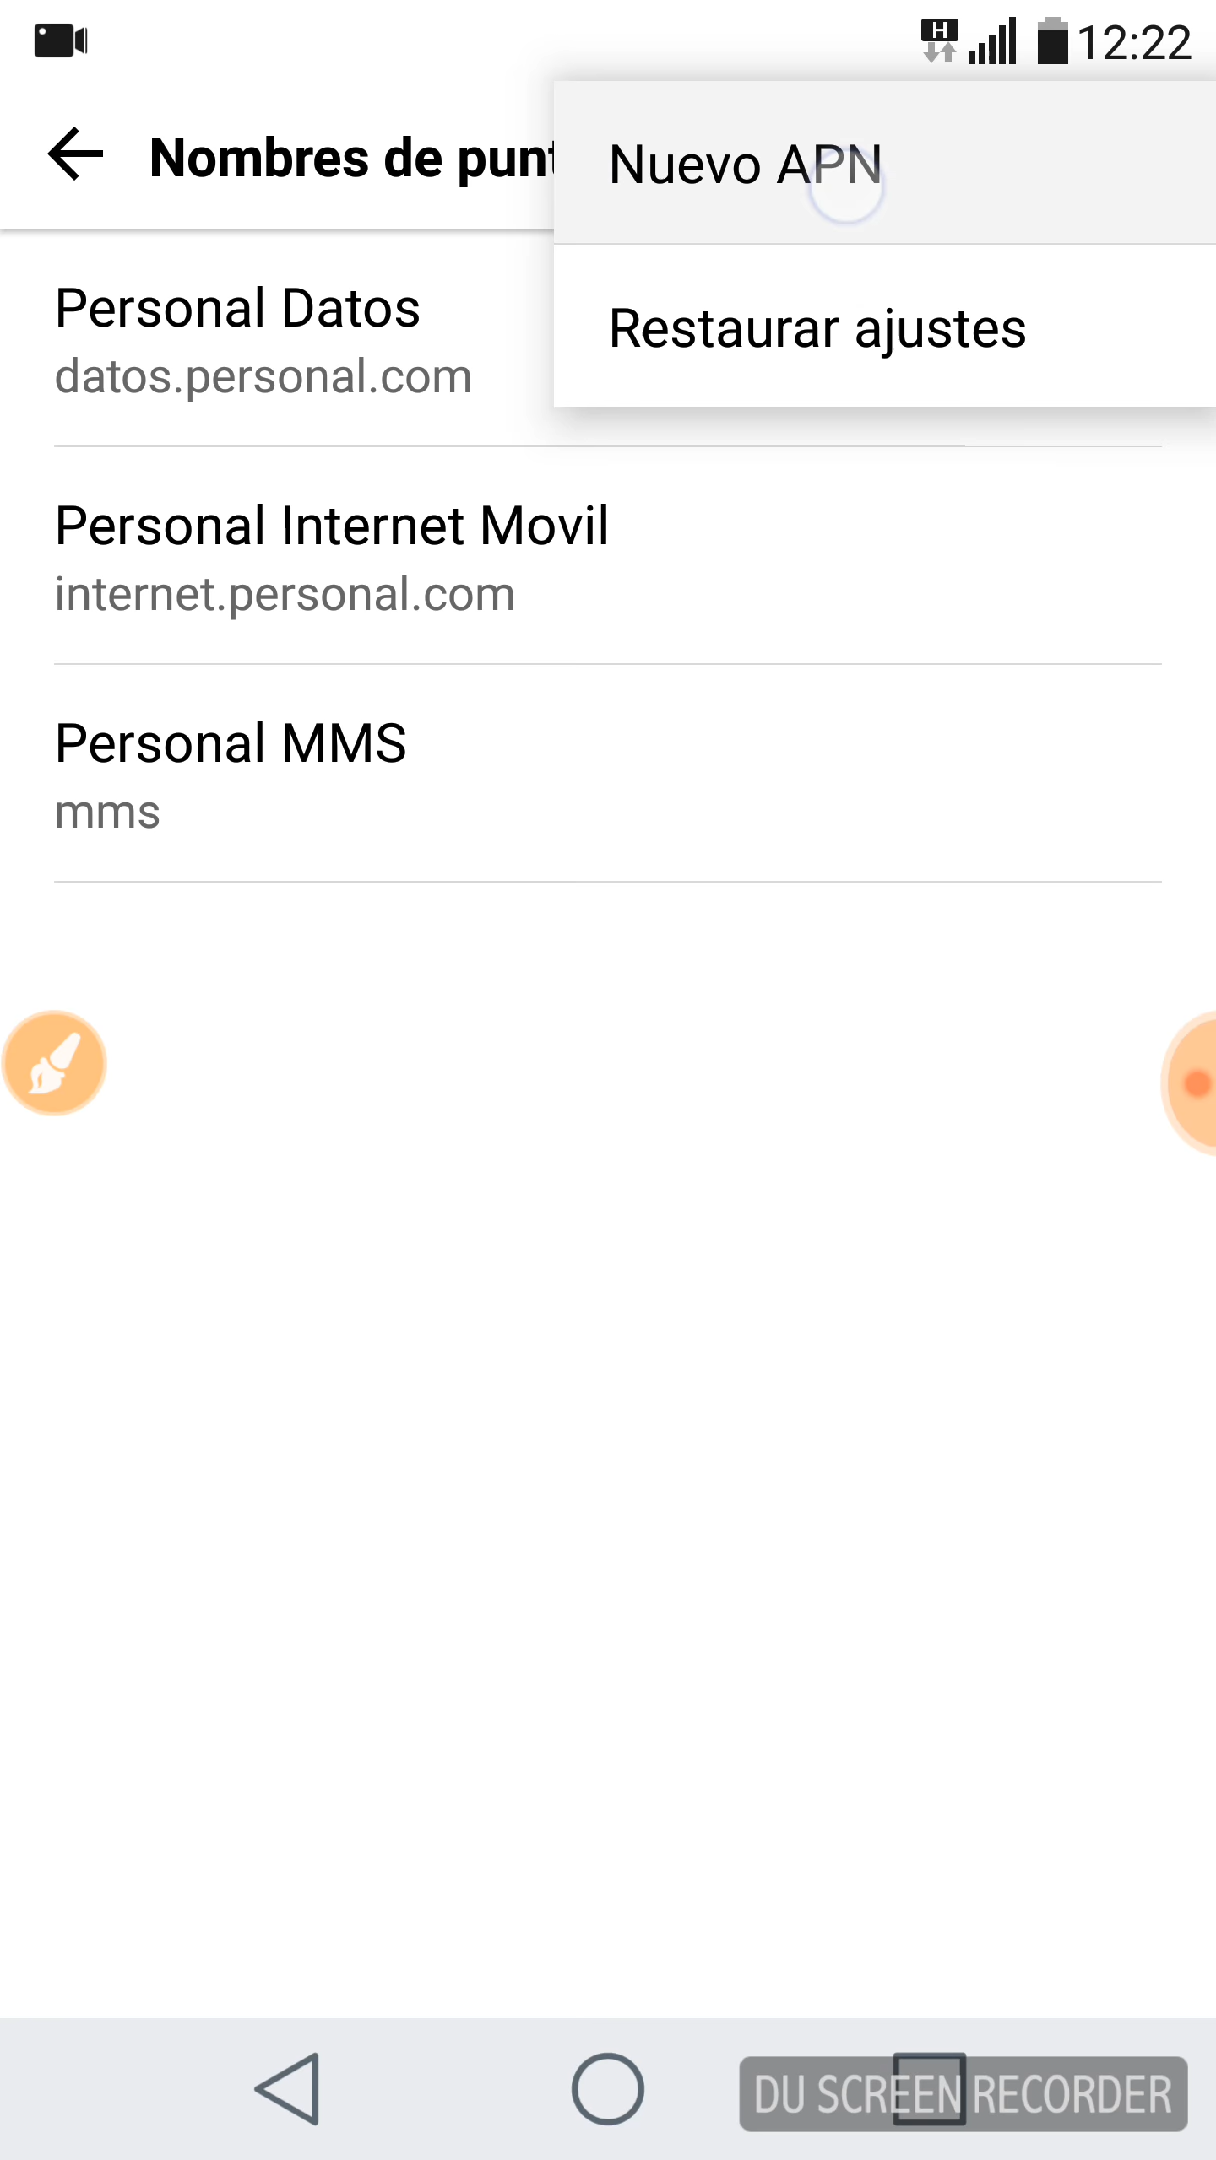 H
12:22
Nombres de punt
Nuevo APN
Restaurar ajustes
Personal Datos
datos.personal.com
Personal Internet Movil
internet.personal.com
Personal MMS
mms
DU SCREEN RECORDER